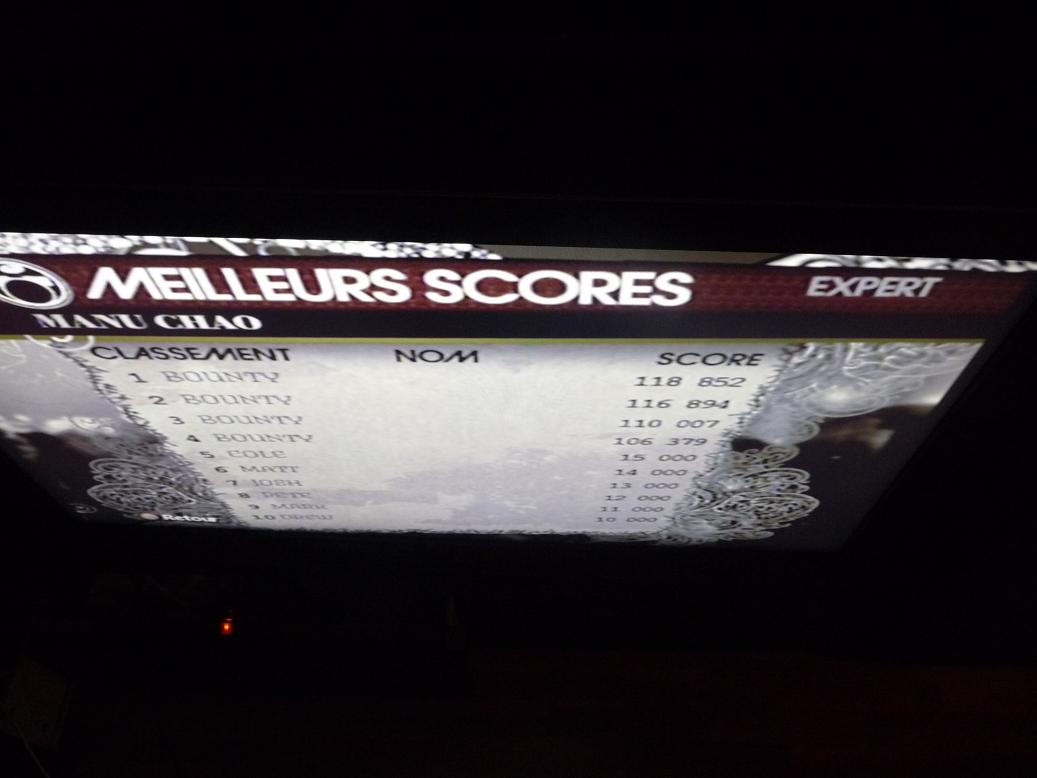 MEILLEURS SCORES EXPERT
MANU CHAO
CLASSEMENT NOM SCORE
1 BOUNTY 118 852
2 BOUNTY 116 894
3 BOUNTY 110 007
4 BOUNTY 106 379
5 COLE 15 000
6 MATT 14 000
7 JOSH 13 000
8 PETE 12 000
9 MARK 11 000
10 DREW 10 000
Retour